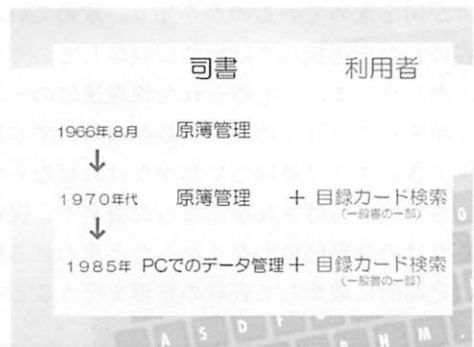 司書 利用者
1966年.8月 原簿管理
↓
1970年代 原簿管理 + 目録カード検索
(一般書の一部)
↓
1985年 PCでのデータ管理 + 目録カード検索
(一般書の一部)
A S D F
B N M